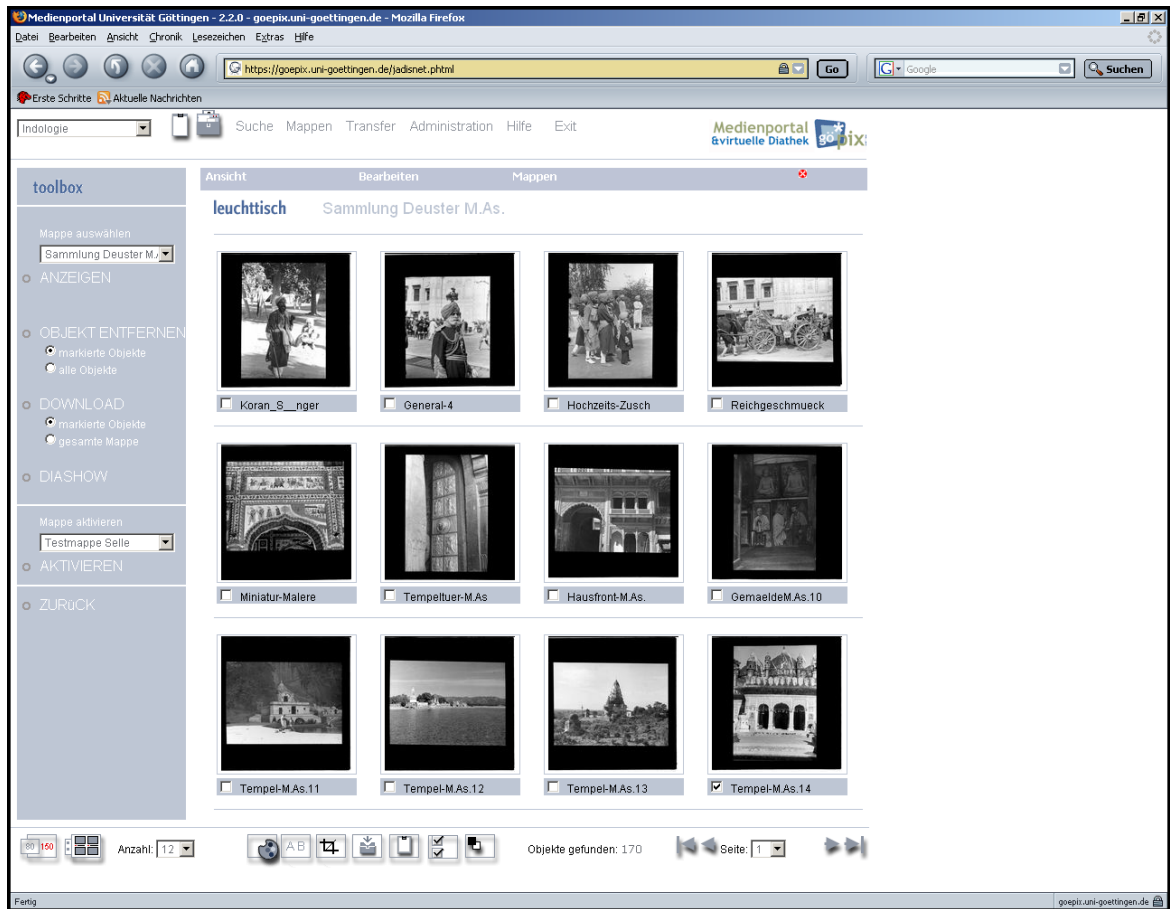 Medienportal Universität Göttingen - 2.2.0 - goepix.uni-goettingen.de - Mozilla Firefox
Datei Bearbeiten Ansicht Chronik Lesezeichen Extras Hilfe
https://goepix.uni-goettingen.de/jadisnet.phtml Go G Google Suchen
Erste Schritte Aktuelle Nachrichten
Indologie Suche Mappen Transfer Administration Hilfe Exit
Medienportal
&virtuelle Diathek gö*pix
toolbox
Mappe auswählen
Sammlung Deuster M.
ANZEIGEN
OBJEKT ENTFERNEN
markierte Objekte
alle Objekte
DOWNLOAD
markierte Objekte
gesamte Mappe
DIASHOW
Mappe aktivieren
Testmappe Selle
AKTIVIEREN
ZURüCK
Ansicht Bearbeiten Mappen
leuchttisch Sammlung Deuster M.As.
Koran_S__nger General-4 Hochzeits-Zusch Reichgeschmueck
Miniatur-Malere Tempeltuer-M.As Hausfront-M.As. GemaeldeM.As.10
Tempel-M.As.11 Tempel-M.As.12 Tempel-M.As.13 Tempel-M.As.14
80 150 Anzahl: 12 AB Objekte gefunden: 170 Seite: 1
Fertig goepix.uni-goettingen.de